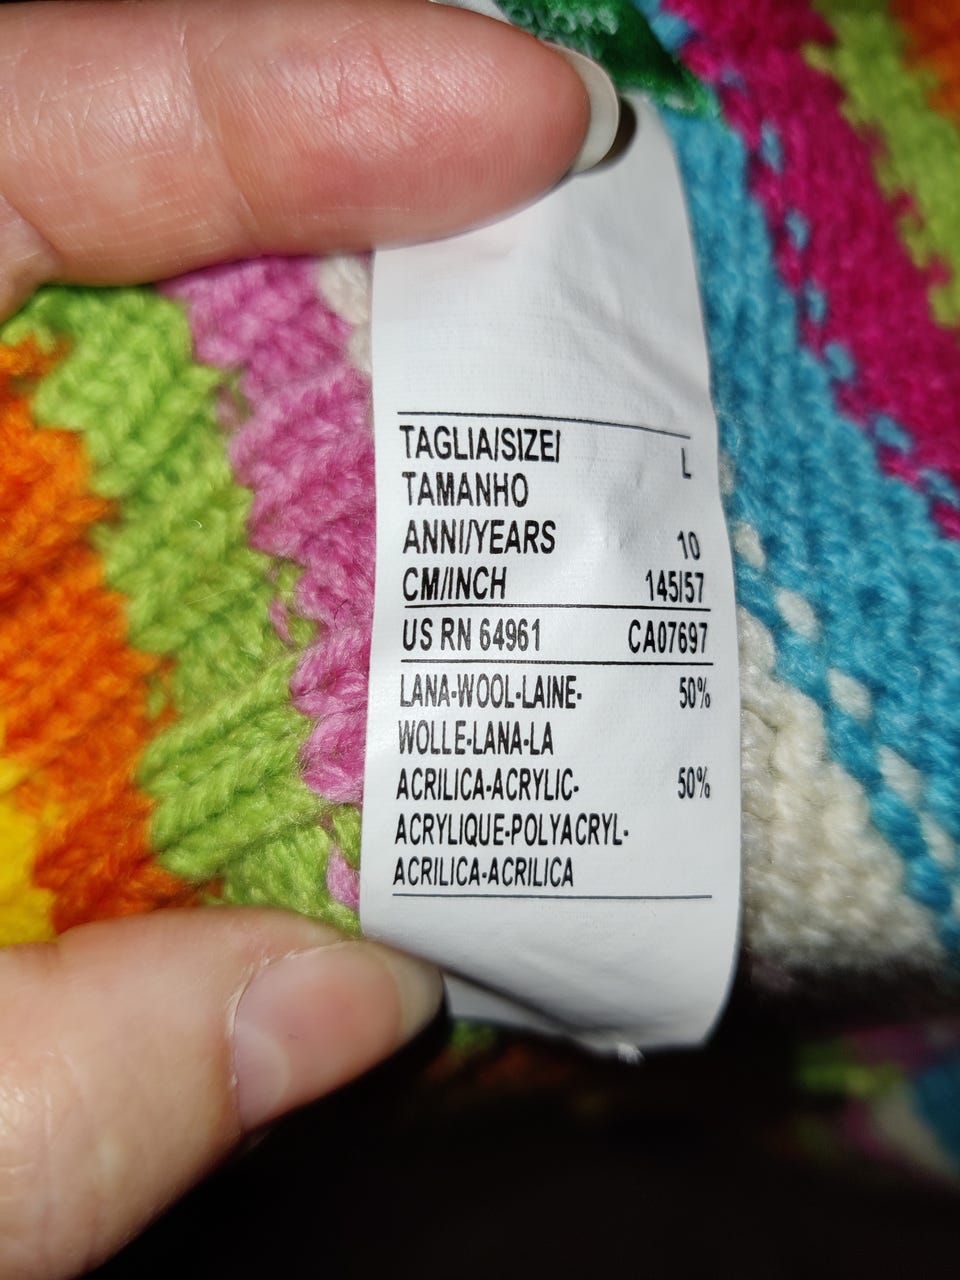 TAGLIA/SIZE/ L
TAMANHO
ANNI/YEARS 10
CM/INCH 145/57
US RN 64961 CA07697
LANA-WOOL-LAINE- 50%
WOLLE-LANA-LA
ACRILICA-ACRYLIC- 50%
ACRYLIQUE-POLYACRYL-
ACRILICA-ACRILICA